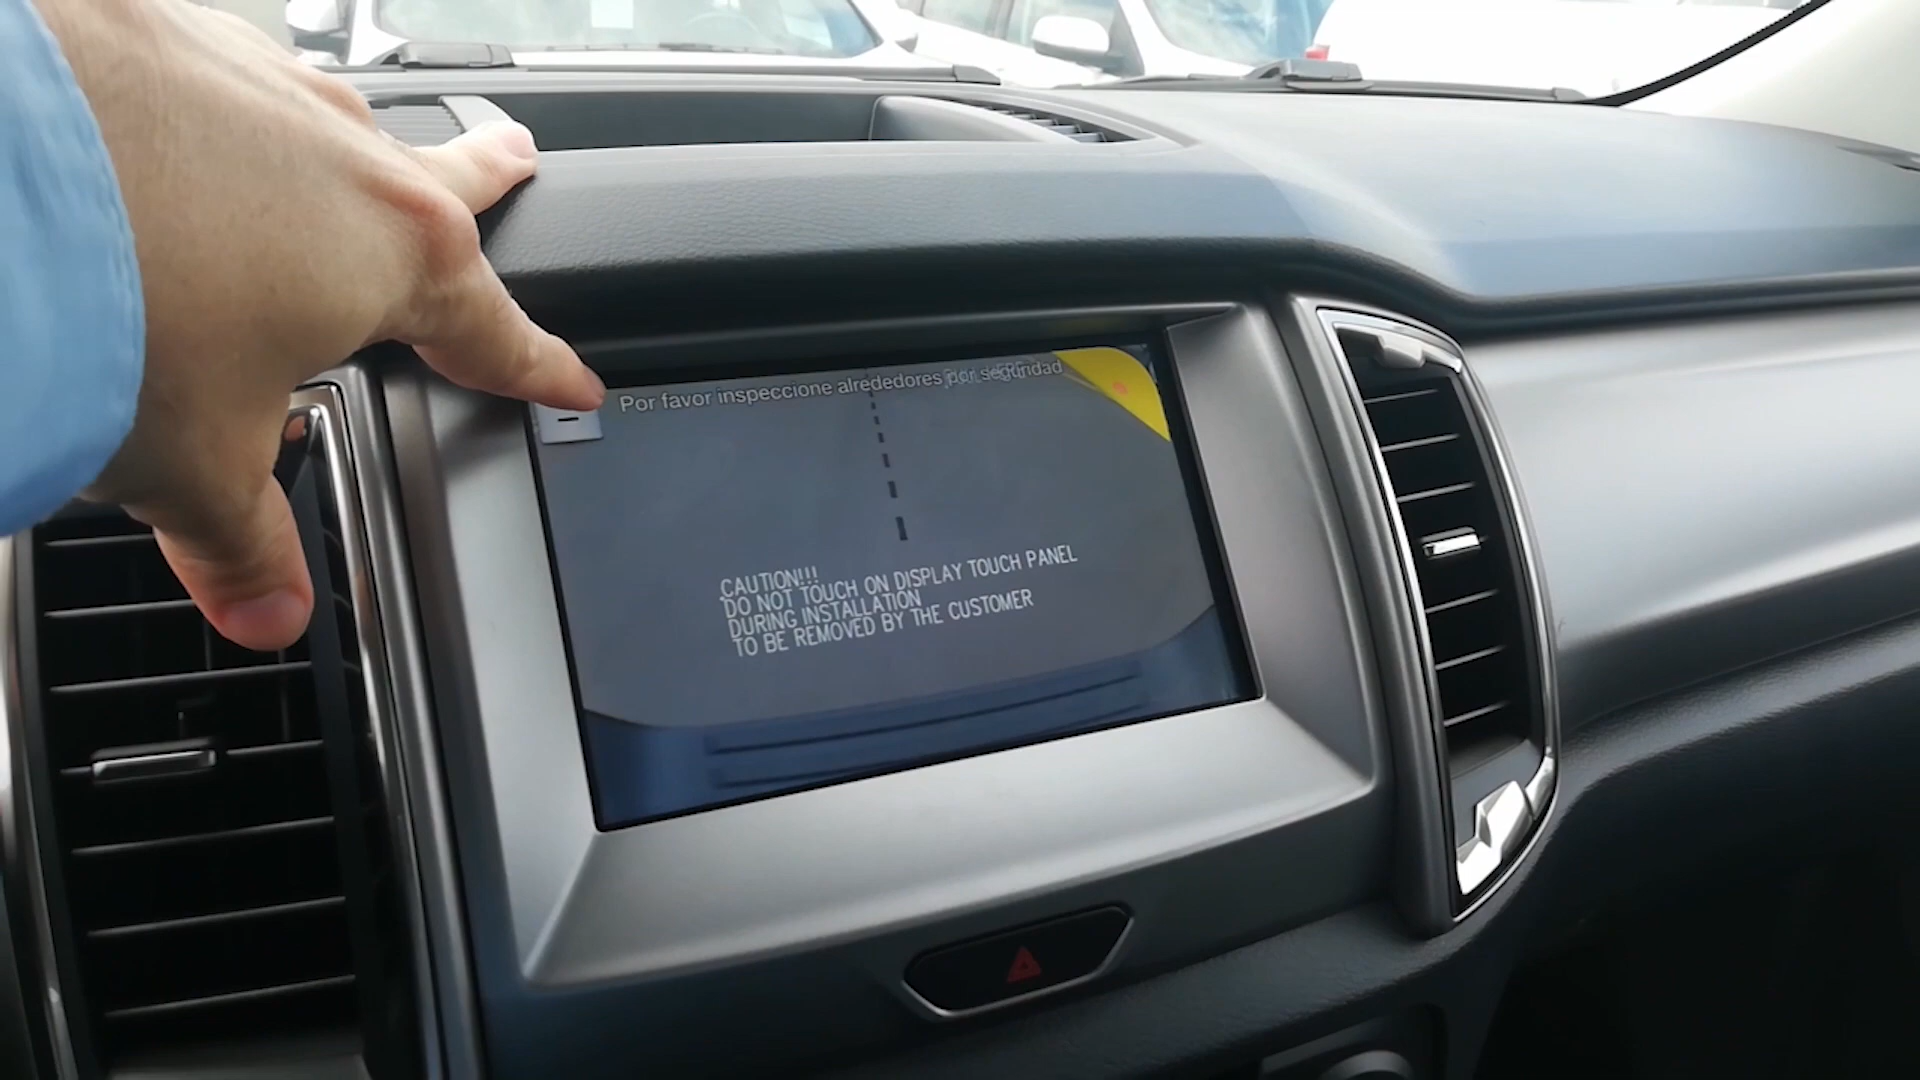 Por favor inspeccione alrededores por seguridad
CAUTION!!!
DO NOT TOUCH ON DISPLAY TOUCH PANEL
DURING INSTALLATION
TO BE REMOVED BY THE CUSTOMER